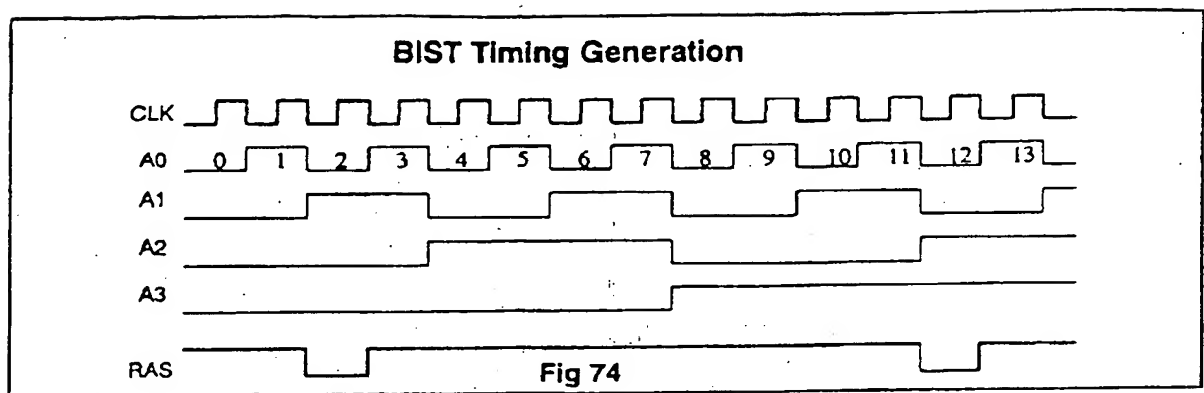 BIST Timing Generation
CLK
A0 0 1 2 3 4 5 6 7 8 9 10 11 12 13
A1
A2
A3
RAS
Fig 74